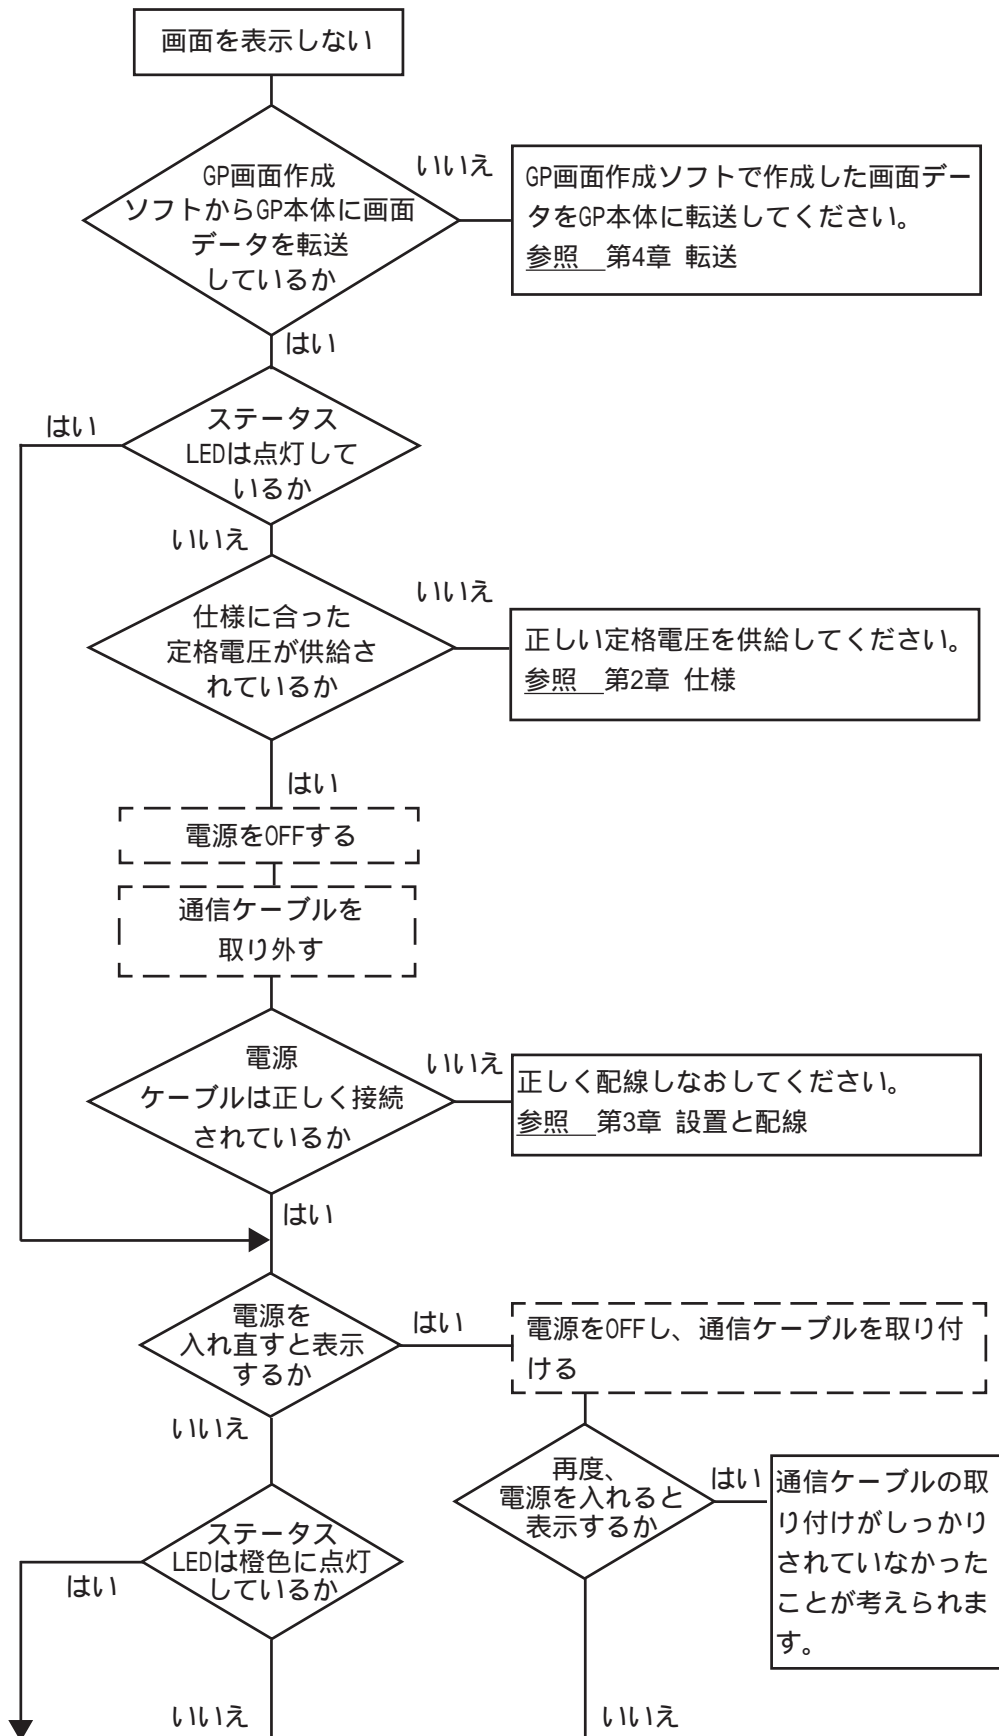 画面を表示しない
GP画面作成
ソフトからGP本体に画面
データを転送
しているか
いいえ
GP画面作成ソフトで作成した画面デー
タをGP本体に転送してください。
参照 第4章 転送
はい
ステータス
LEDは点灯して
いるか
はい
いいえ
仕様に合った
定格電圧が供給さ
れているか
いいえ
正しい定格電圧を供給してください。
参照 第2章 仕様
はい
電源をOFFする
通信ケーブルを
取り外す
電源
ケーブルは正しく接続
されているか
いいえ
正しく配線しなおしてください。
参照 第3章 設置と配線
はい
電源を
入れ直すと表示
するか
はい
電源をOFFし、通信ケーブルを取り付
ける
いいえ
再度、
電源を入れると
表示するか
はい
通信ケーブルの取
り付けがしっかり
されていなかった
ことが考えられま
す。
ステータス
LEDは橙色に点灯
しているか
はい
いいえ
いいえ